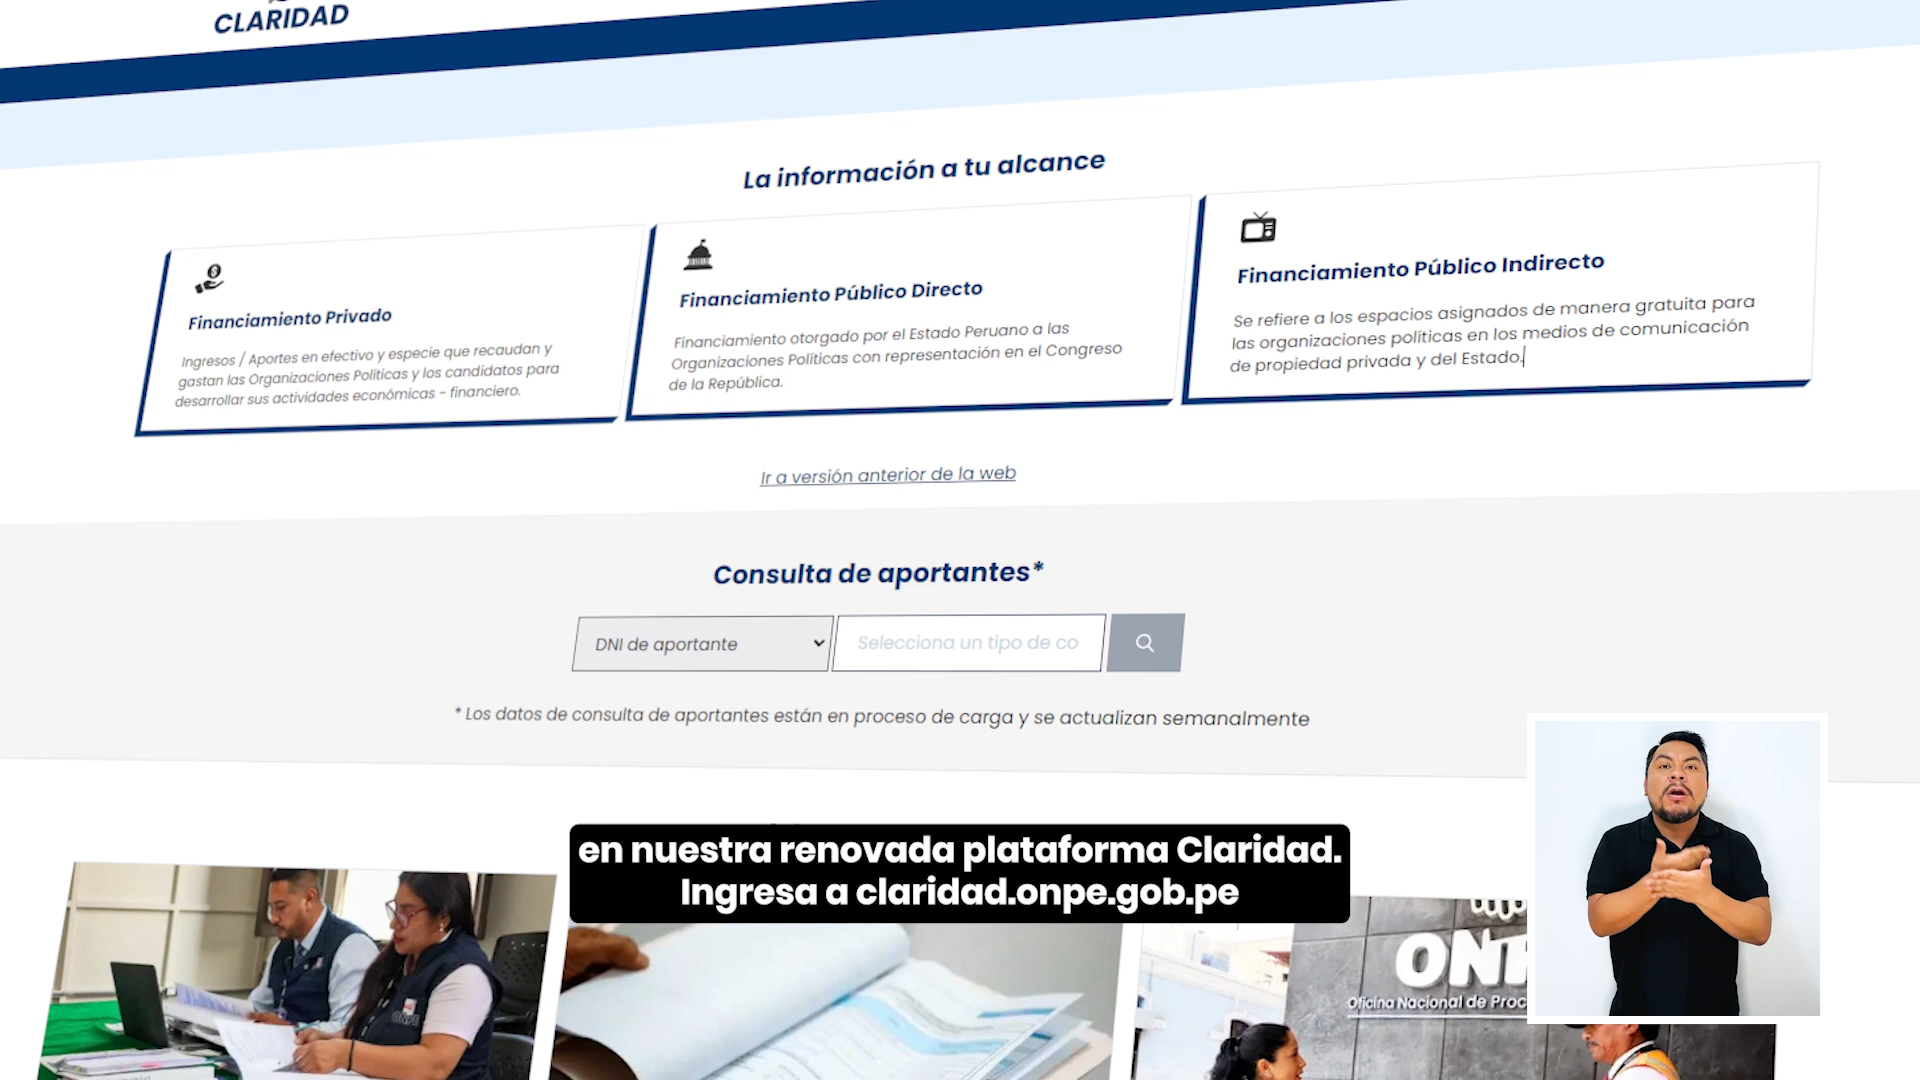 CLARIDAD
La información a tu alcance
Financiamiento Privado
Ingresos / Aportes en efectivo y especie que recaudan y
gastan las Organizaciones Políticas y los candidatos para
desarrollar sus actividades económicas - financiero.
Financiamiento Público Directo
Financiamiento otorgado por el Estado Peruano a las
Organizaciones Políticas con representación en el Congreso
de la República.
Financiamiento Público Indirecto
Se refiere a los espacios asignados de manera gratuita para
las organizaciones políticas en los medios de comunicación
de propiedad privada y del Estado.
Ir a versión anterior de la web
Consulta de aportantes*
DNI de aportante
Selecciona un tipo de co
* Los datos de consulta de aportantes están en proceso de carga y se actualizan semanalmente
en nuestra renovada plataforma Claridad.
Ingresa a claridad.onpe.gob.pe
ONPE
Oficina Nacional de Proc